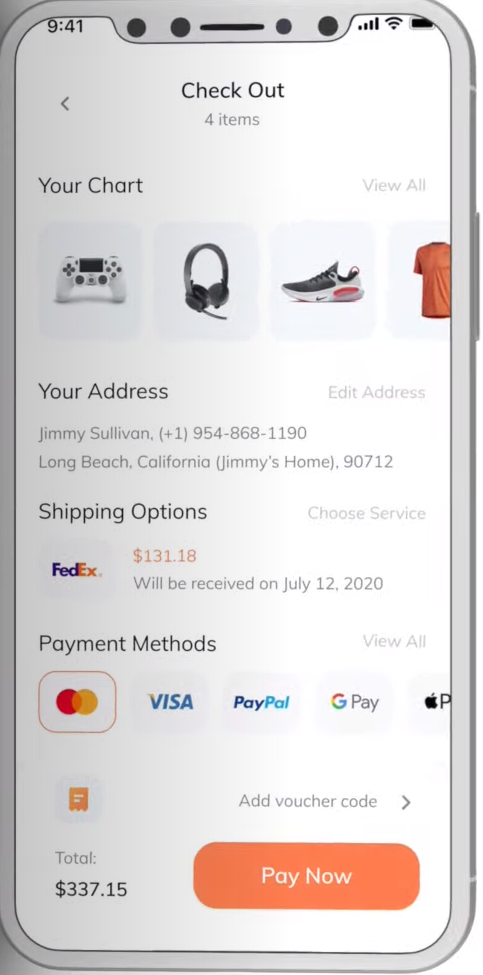 9:41
Check Out
4 items
Your Chart
View All
Your Address
Edit Address
Jimmy Sullivan, (+1) 954-868-1190
Long Beach, California (Jimmy's Home), 90712
Shipping Options
Choose Service
FedEx.
$131.18
Will be received on July 12, 2020
Payment Methods
View All
VISA
PayPal
G Pay
P
Add voucher code
Total:
$337.15
Pay Now